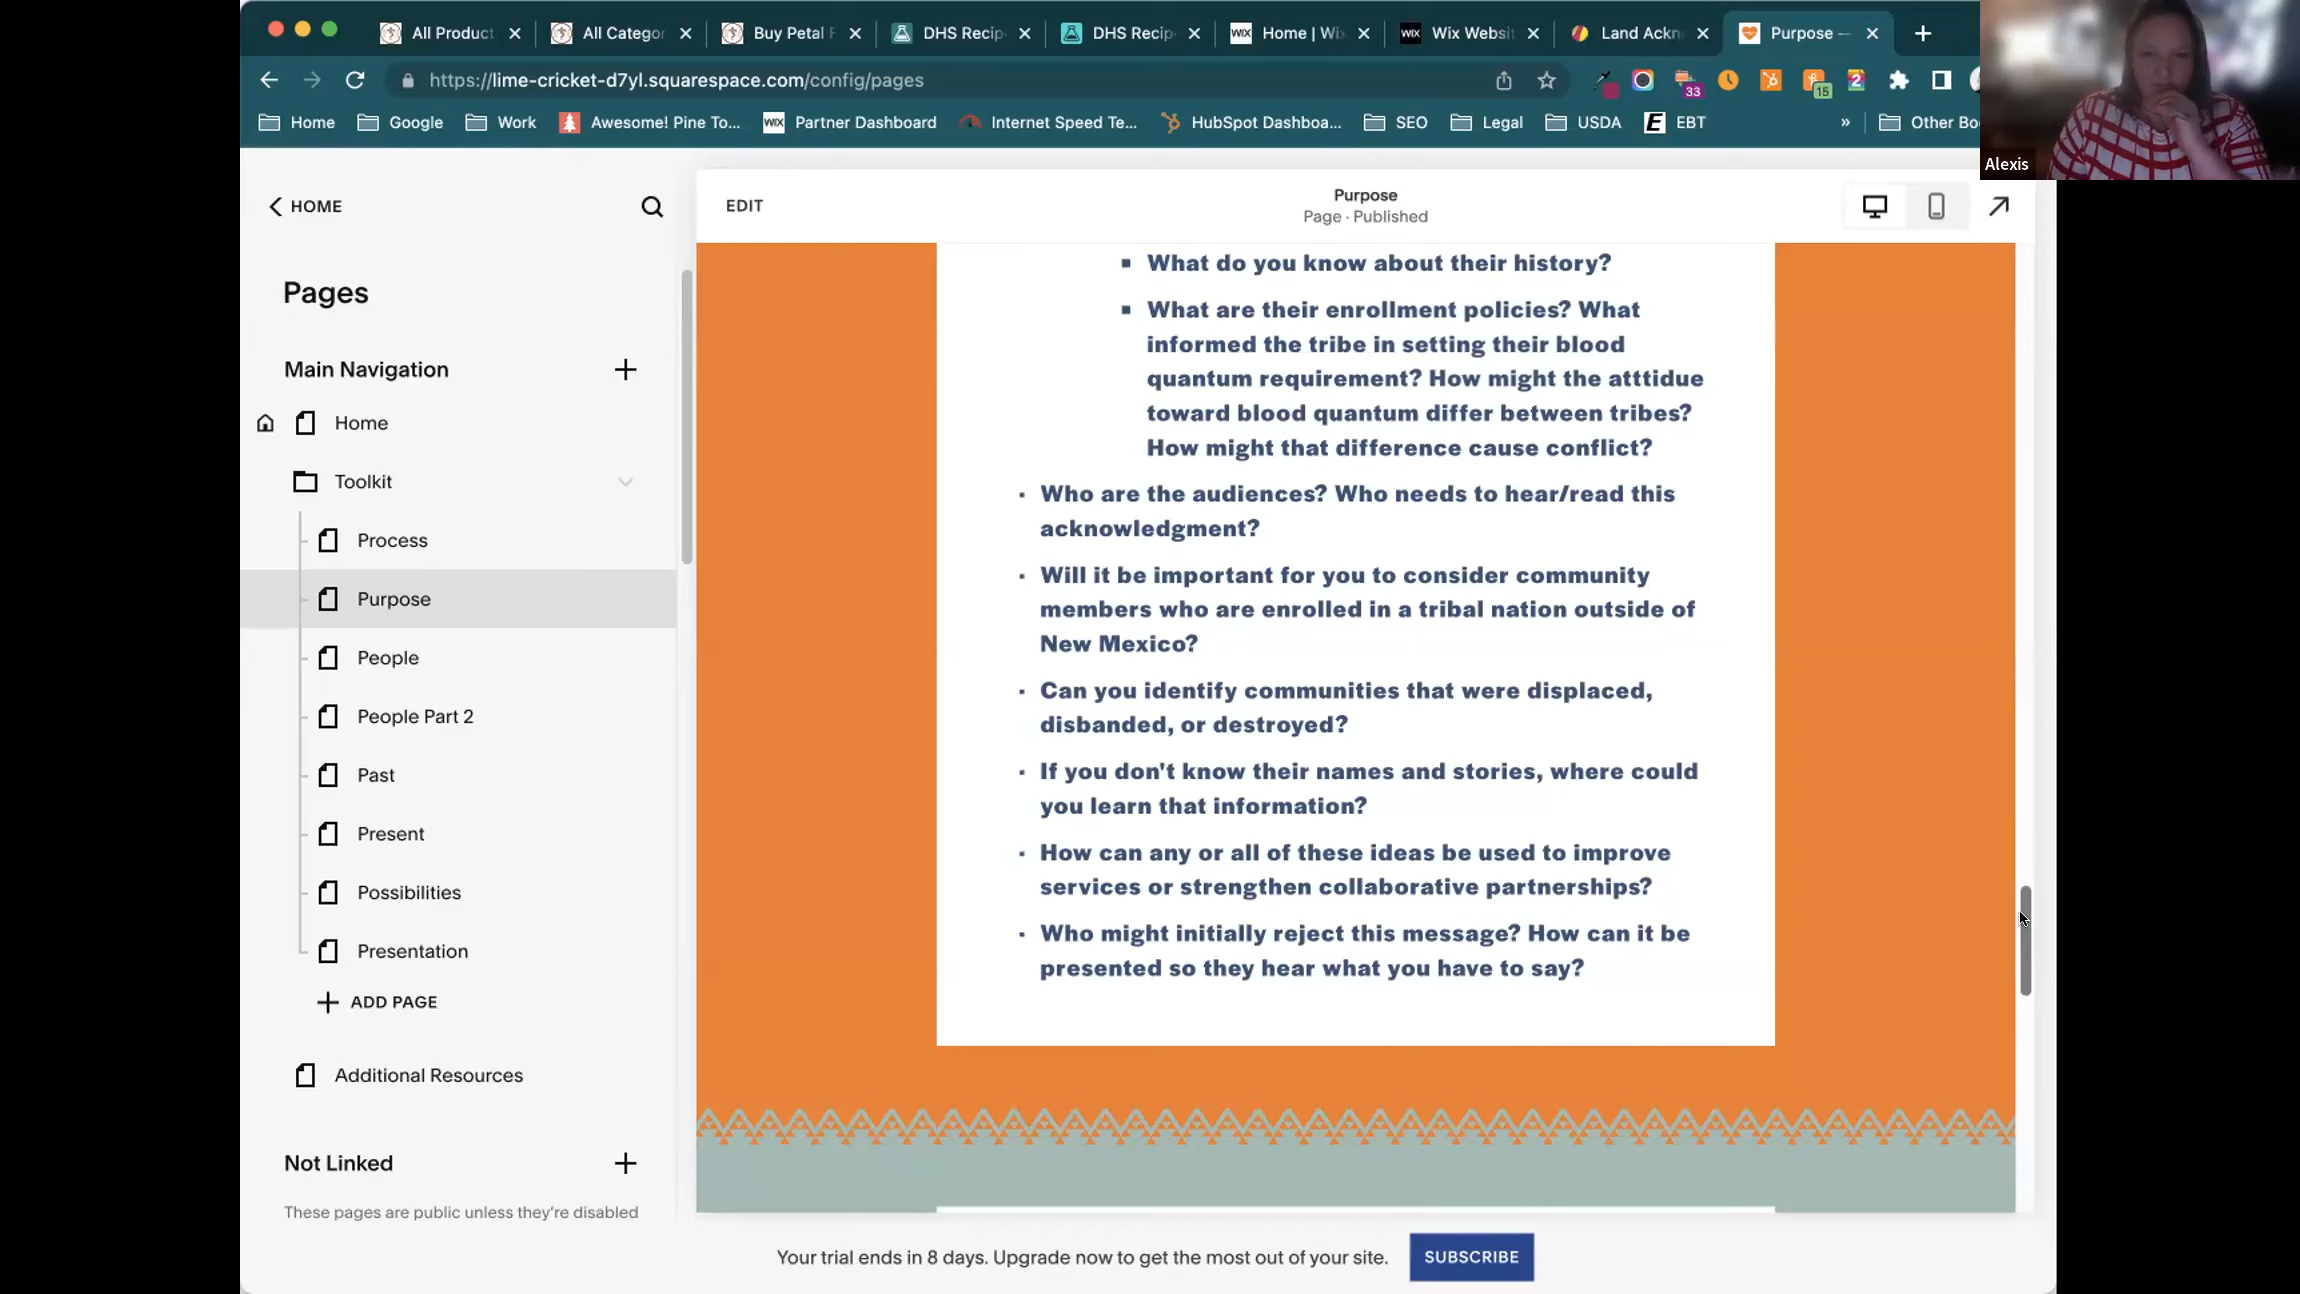 All Product
All Categor
Buy Petal F
DHS Recip
DHS Recip
WIX Home | Wix
WIX Wix Websit
Land Ackn
Purpose —
https://lime-cricket-d7yl.squarespace.com/config/pages
33
15
2
Home
Google
Work
Awesome! Pine To...
WIX Partner Dashboard
Internet Speed Te...
HubSpot Dashboa...
SEO
Legal
USDA
E EBT
»
Other Bo
Alexis
HOME
Pages
Main Navigation
Home
Toolkit
Process
Purpose
People
People Part 2
Past
Present
Possibilities
Presentation
ADD PAGE
Additional Resources
Not Linked
These pages are public unless they're disabled
EDIT
Purpose
Page · Published
What do you know about their history?
What are their enrollment policies? What
informed the tribe in setting their blood
quantum requirement? How might the atttidue
toward blood quantum differ between tribes?
How might that difference cause conflict?
Who are the audiences? Who needs to hear/read this
acknowledgment?
Will it be important for you to consider community
members who are enrolled in a tribal nation outside of
New Mexico?
Can you identify communities that were displaced,
disbanded, or destroyed?
If you don't know their names and stories, where could
you learn that information?
How can any or all of these ideas be used to improve
services or strengthen collaborative partnerships?
Who might initially reject this message? How can it be
presented so they hear what you have to say?
Your trial ends in 8 days. Upgrade now to get the most out of your site.
SUBSCRIBE